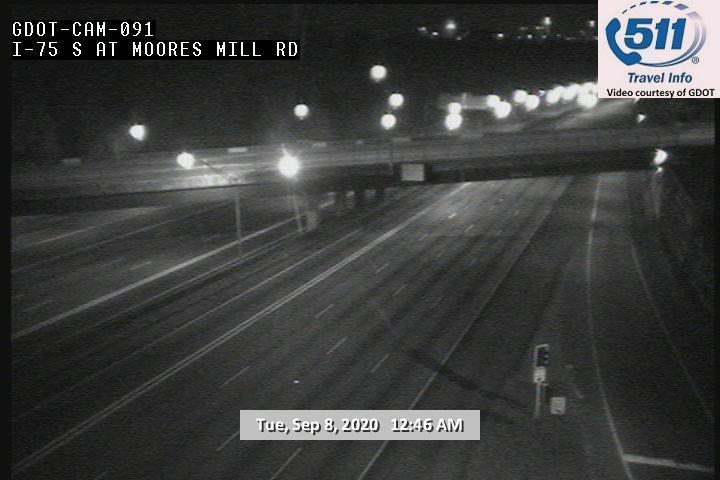 GDOT-CAM-091
I-75 S AT MOORES MILL RD
511
Travel Info
Video courtesy of GDOT
Tue, Sep 8, 2020 12:46 AM